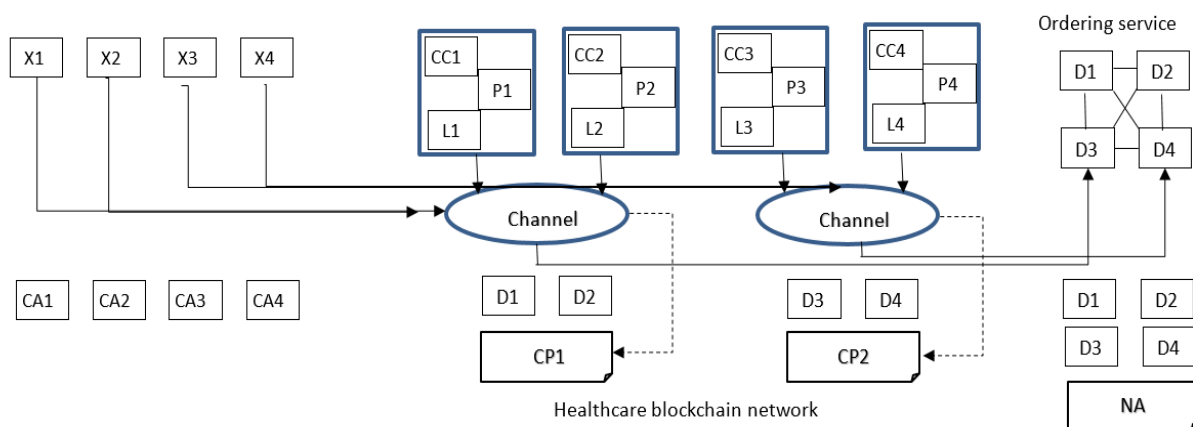 Ordering service
X1 X2 X3 X4
CC1 P1 L1
CC2 P2 L2
CC3 P3 L3
CC4 P4 L4
D1 D2
D3 D4
Channel Channel
CA1 CA2 CA3 CA4
D1 D2 D3 D4 D1 D2
D3 D4
CP1 CP2
NA
Healthcare blockchain network